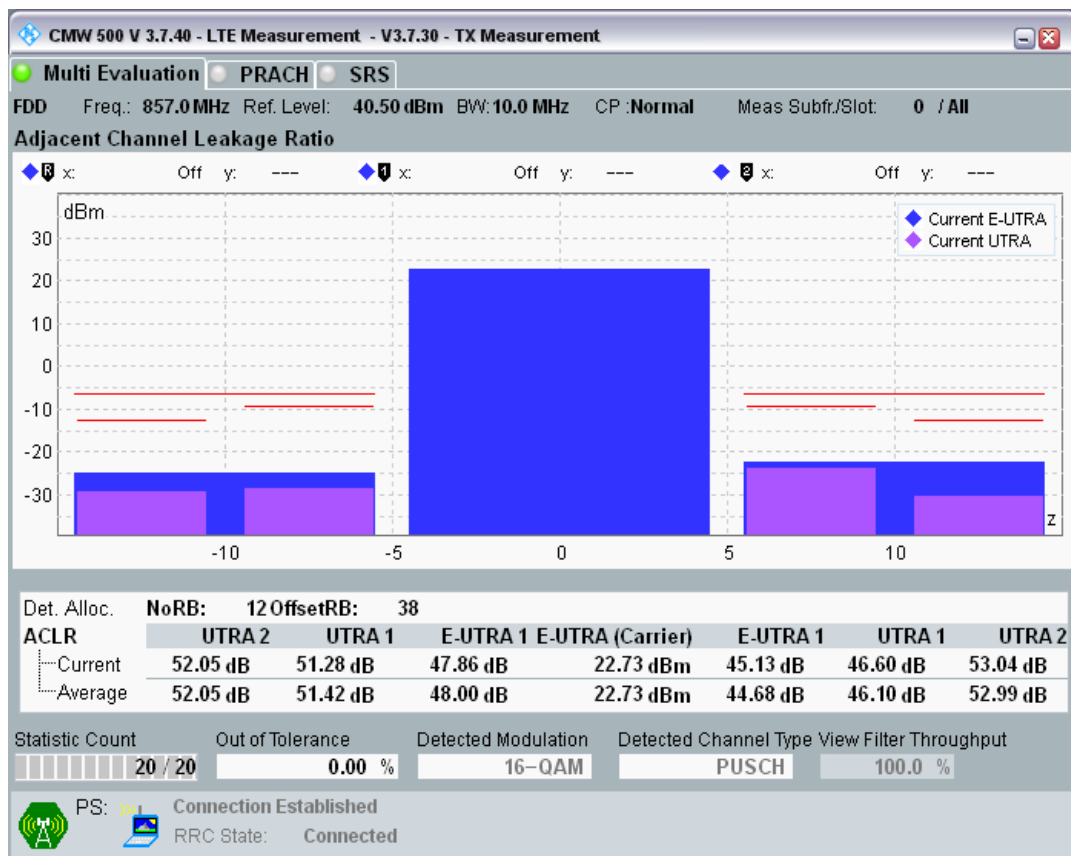 CMW 500 V 3.7.40 - LTE Measurement - V3.7.30 - TX Measurement
Multi Evaluation PRACH SRS
FDD Freq.: 857.0 MHz Ref. Level: 40.50 dBm BW: 10.0 MHz CP :Normal Meas Subfr./Slot: 0 / All
Adjacent Channel Leakage Ratio
R x: Off y: --- 1 x: Off y: --- 2 x: Off y: ---
dBm
Current E-UTRA
Current UTRA
30
20
10
0
-10
-20
-30
z
-10 -5 0 5 10
Det. Alloc. NoRB: 12 OffsetRB: 38
ACLR UTRA 2 UTRA 1 E-UTRA 1 E-UTRA (Carrier) E-UTRA 1 UTRA 1 UTRA 2
Current 52.05 dB 51.28 dB 47.86 dB 22.73 dBm 45.13 dB 46.60 dB 53.04 dB
Average 52.05 dB 51.42 dB 48.00 dB 22.73 dBm 44.68 dB 46.10 dB 52.99 dB
Statistic Count Out of Tolerance Detected Modulation Detected Channel Type View Filter Throughput
20 / 20 0.00 % 16-QAM PUSCH 100.0 %
PS: Connection Established
RRC State: Connected